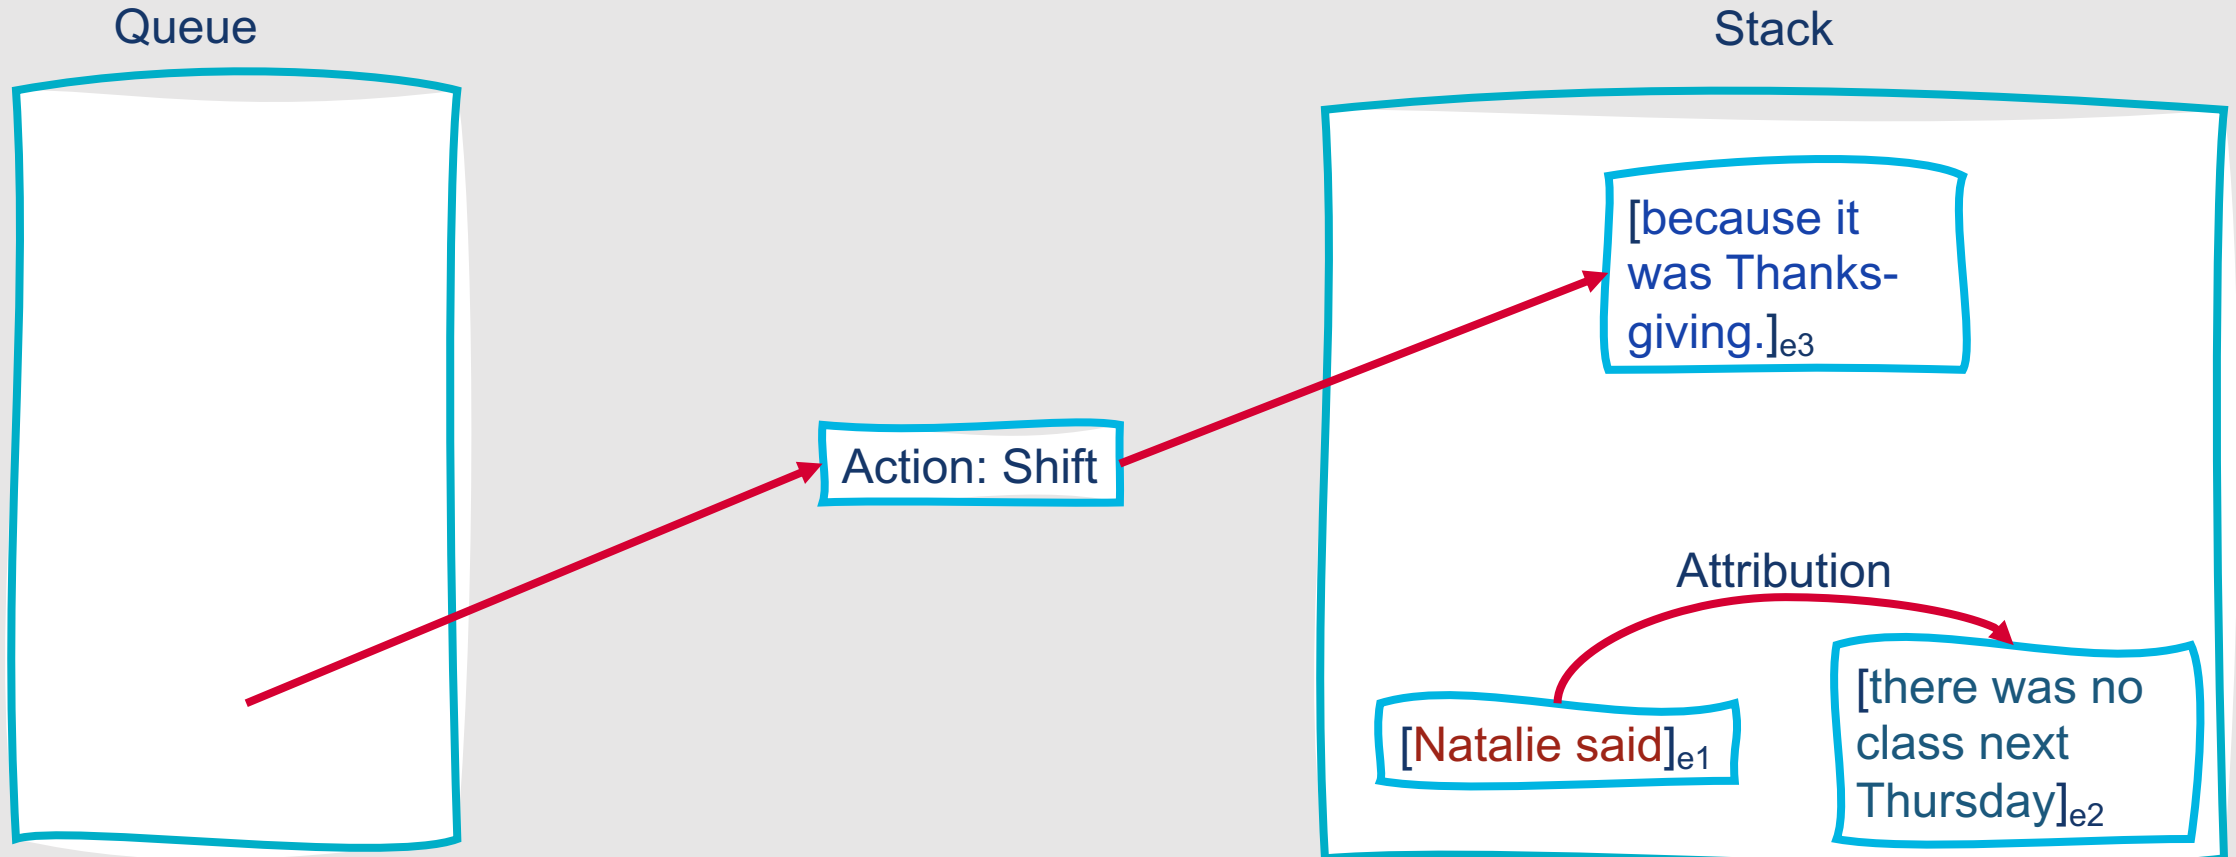 Queue
Stack
[because it
was Thanks-
giving.]e3
Action: Shift
Attribution
[Natalie said]e1
[there was no
class next
Thursday]e2